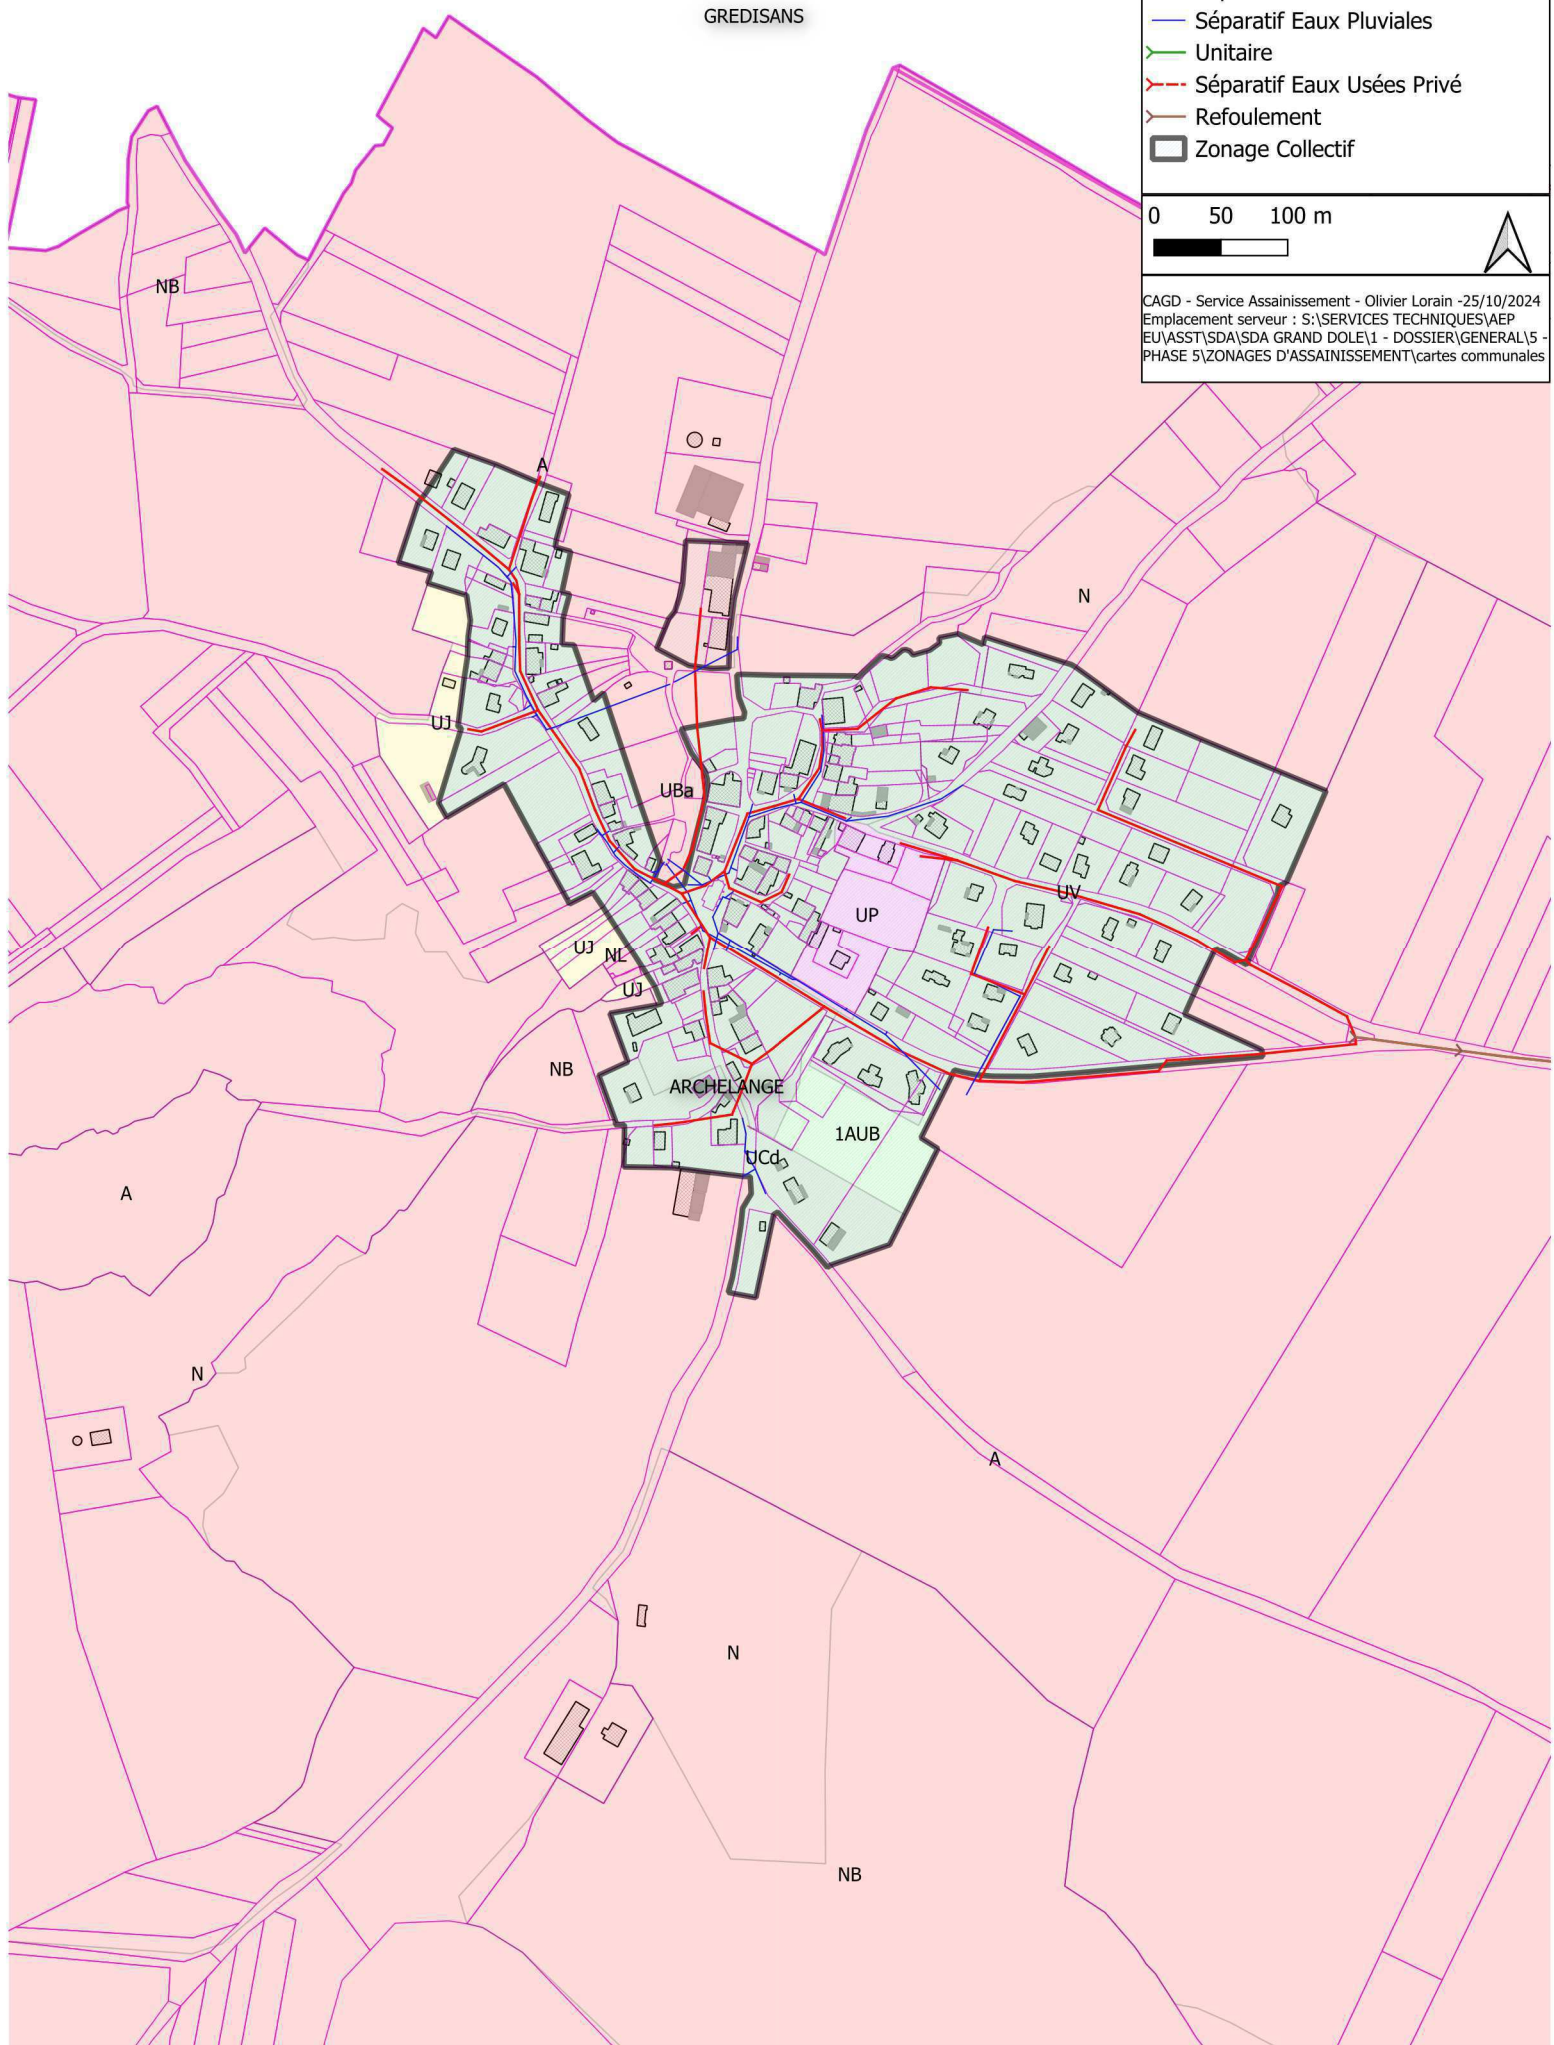 GREDISANS
Séparatif Eaux Pluviales
Unitaire
Séparatif Eaux Usées Privé
Refoulement
Zonage Collectif
0 50 100 m
CAGD - Service Assainissement - Olivier Lorain -25/10/2024
Emplacement serveur : S:\SERVICES TECHNIQUES\AEP
EU\ASST\SDA\SDA GRAND DOLE\1 - DOSSIER\GENERAL\5 -
PHASE 5\ZONAGES D'ASSAINISSEMENT\cartes communales
NB
A
N
UJ
UBa
UV
UP
UJ
NL
UJ
NB
ARCHELANGE
1AUB
UCd
A
N
A
N
NB